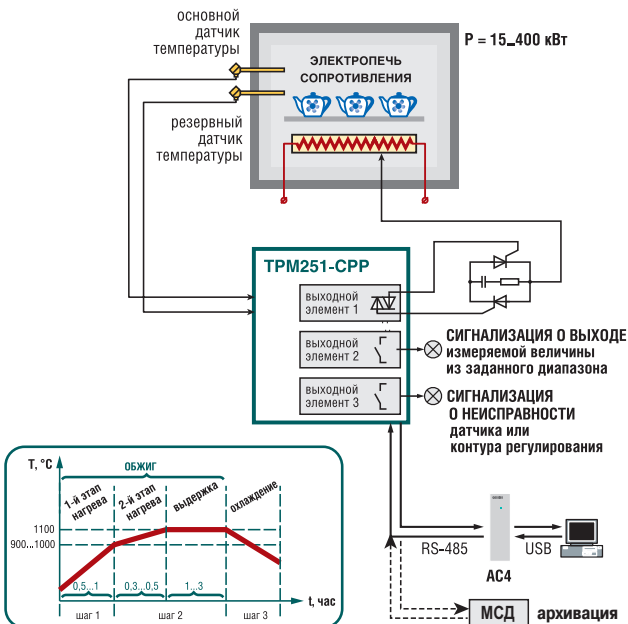 основной
датчик
температуры
P = 15...400 кВт
ЭЛЕКТРОПЕЧЬ
СОПРОТИВЛЕНИЯ
резервный
датчик
температуры
ТРМ251-СРР
выходной
элемент 1
выходной
элемент 2
выходной
элемент 3
СИГНАЛИЗАЦИЯ О ВЫХОДЕ
измеряемой величины
из заданного диапазона
СИГНАЛИЗАЦИЯ
О НЕИСПРАВНОСТИ
датчика или
контура регулирования
T, °C
ОБЖИГ
1-й этап
нагрева
2-й этап
нагрева
выдержка
охлаждение
1100
900...1000
0,5...1
0,3...0,5
1...3
t, час
шаг 1
шаг 2
шаг 3
RS-485
USB
АС4
МСД
архивация